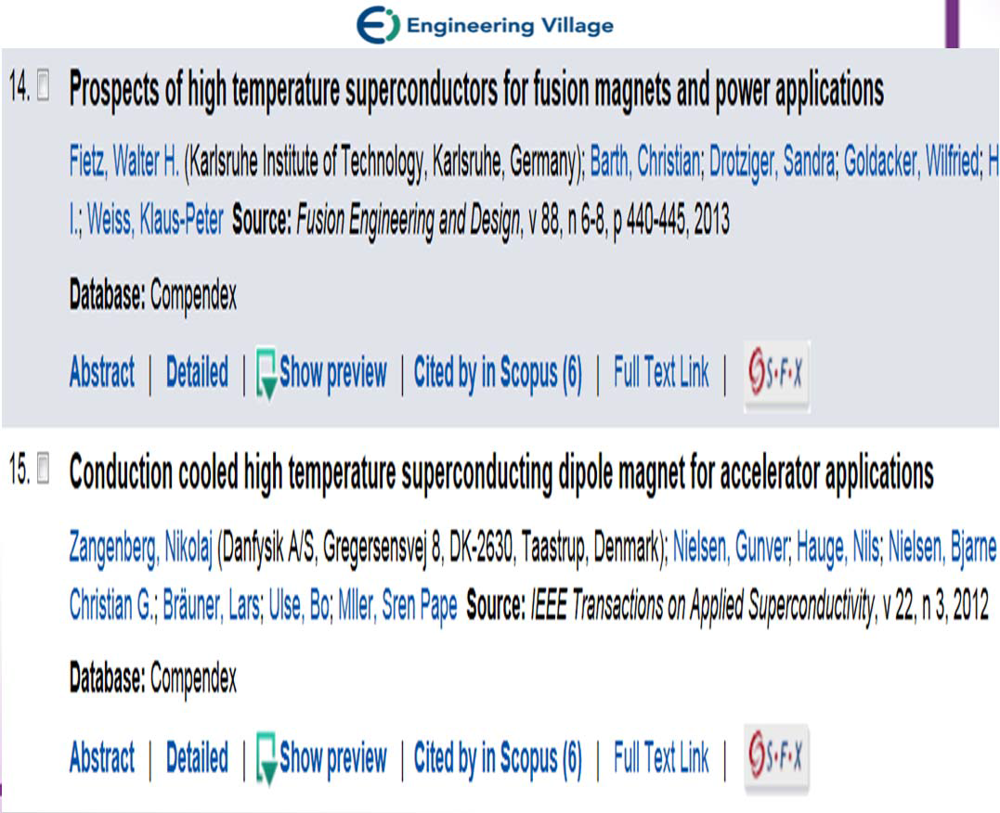 Engineering Village
14. Prospects of high temperature superconductors for fusion magnets and power applications
Fietz, Walter H. (Karlsruhe Institute of Technology, Karlsruhe, Germany); Barth, Christian; Drotziger, Sandra; Goldacker, Wilfried; H
I.; Weiss, Klaus-Peter Source: Fusion Engineering and Design, v 88, n 6-8, p 440-445, 2013
Database: Compendex
Abstract | Detailed | Show preview | Cited by in Scopus (6) | Full Text Link | S·F·X
15. Conduction cooled high temperature superconducting dipole magnet for accelerator applications
Zangenberg, Nikolaj (Danfysik A/S, Gregersensvej 8, DK-2630, Taastrup, Denmark); Nielsen, Gunver; Hauge, Nils; Nielsen, Bjarne
Christian G.; Bräuner, Lars; Ulse, Bo; Mller, Sren Pape Source: IEEE Transactions on Applied Superconductivity, v 22, n 3, 2012
Database: Compendex
Abstract | Detailed | Show preview | Cited by in Scopus (6) | Full Text Link | S·F·X